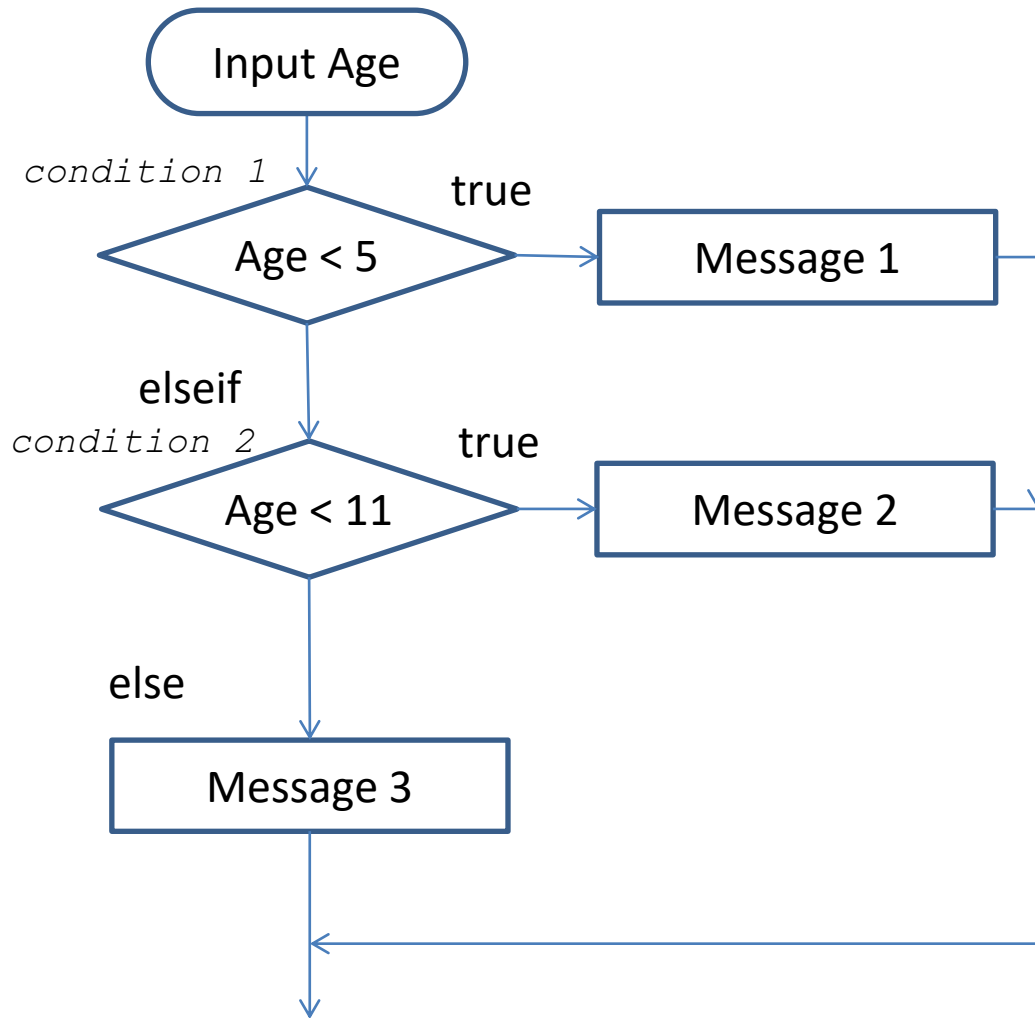 Input Age
condition 1
true
Age < 5
Message 1
elseif
condition 2
true
Age < 11
Message 2
else
Message 3